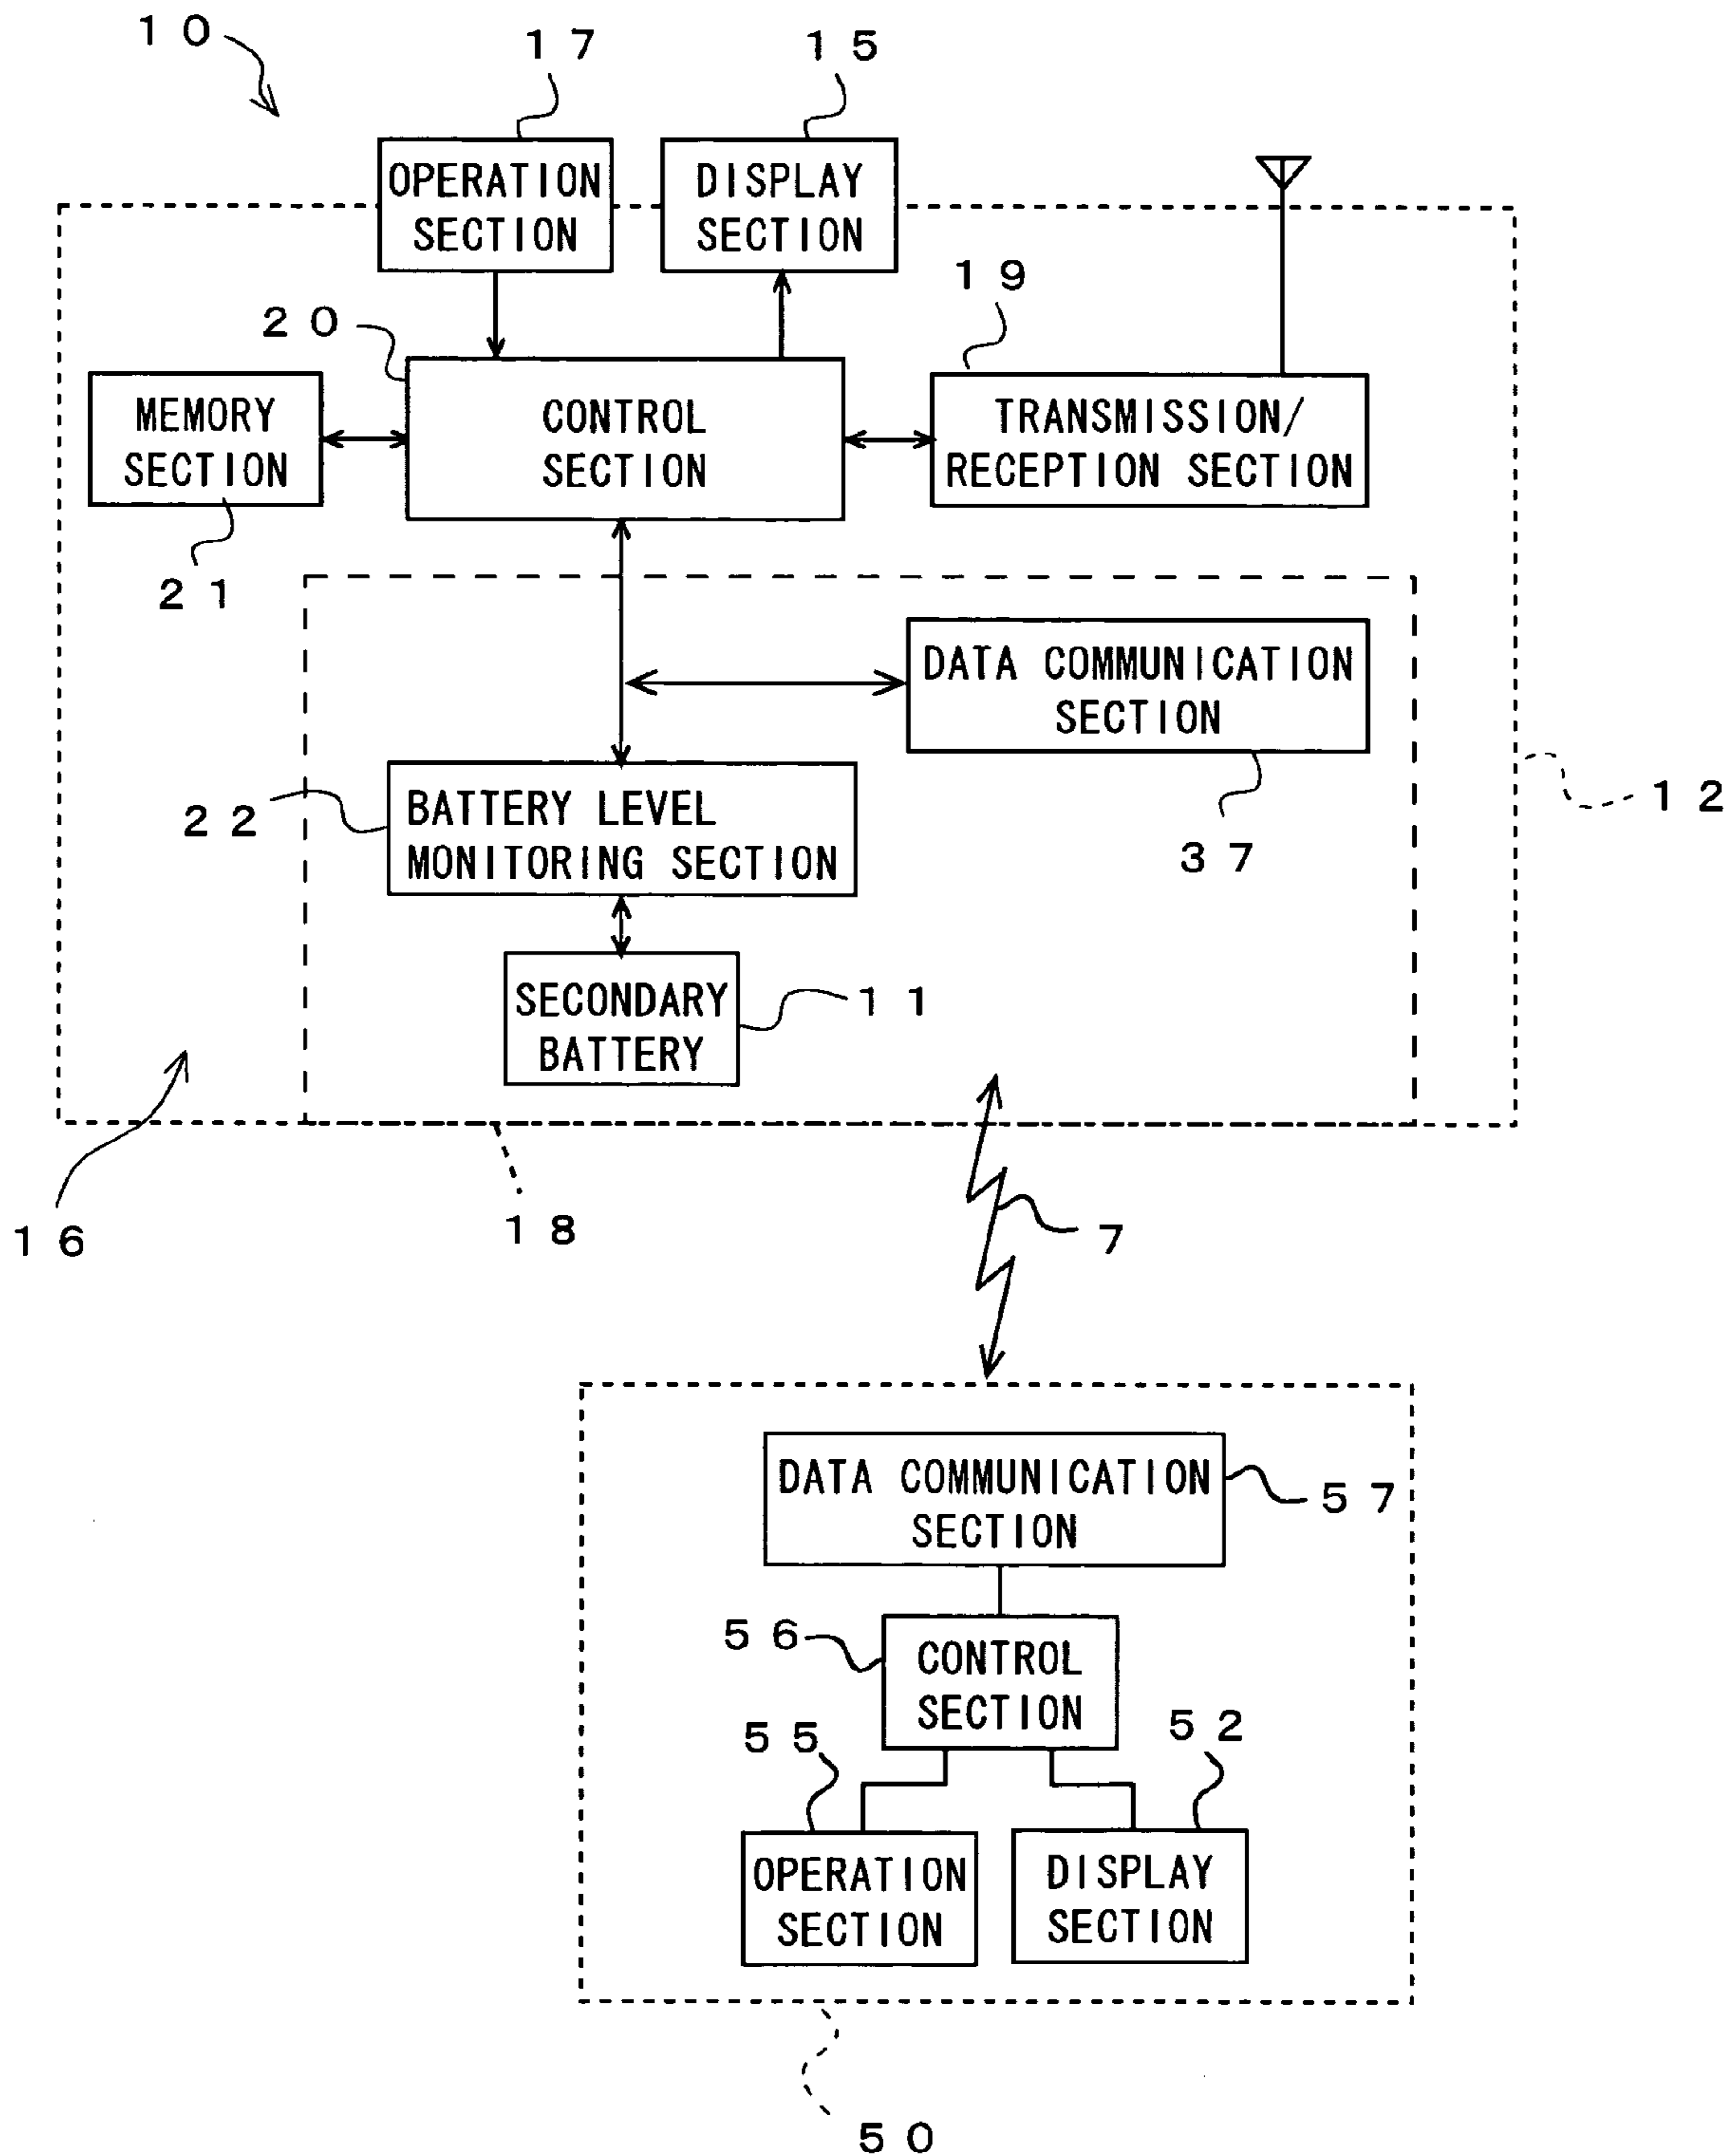 10
17
15
OPERATION
SECTION
DISPLAY
SECTION
19
20
MEMORY
SECTION
CONTROL
SECTION
TRANSMISSION/
RECEPTION SECTION
21
DATA COMMUNICATION
SECTION
12
22
BATTERY LEVEL
MONITORING SECTION
37
SECONDARY
BATTERY
11
16
18
7
DATA COMMUNICATION
SECTION
57
56
CONTROL
SECTION
55
52
OPERATION
SECTION
DISPLAY
SECTION
50